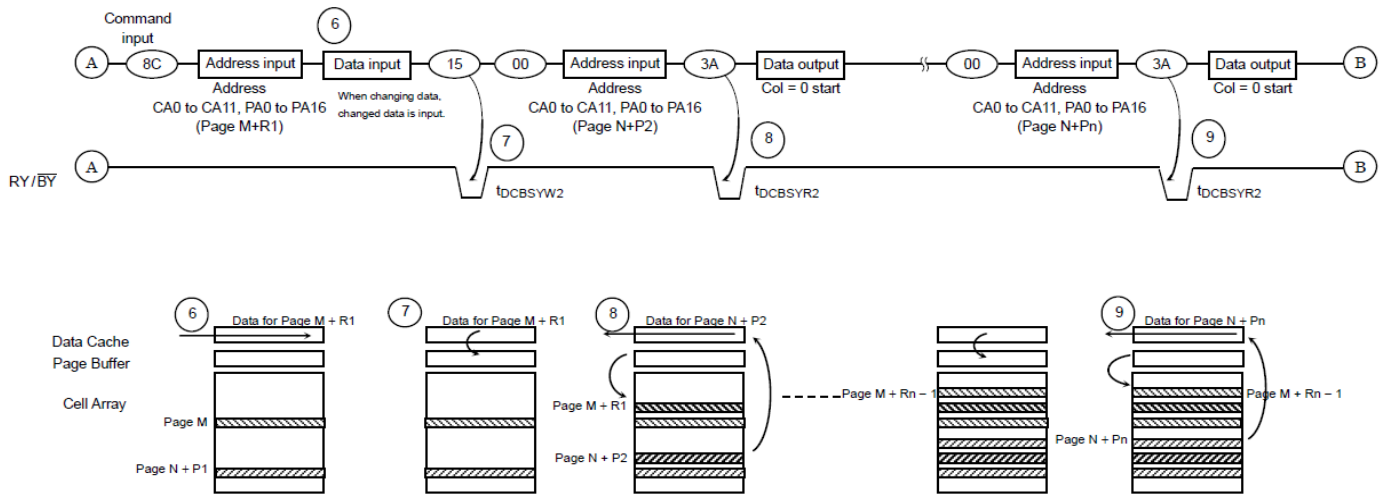 Command
input
6
A 8C Address input Data input 15 00 Address input 3A Data output 00 Address input 3A Data output B
Address
CA0 to CA11, PA0 to PA16
(Page M+R1)
When changing data,
changed data is input.
Address
CA0 to CA11, PA0 to PA16
(Page N+P2)
Col = 0 start
Address
CA0 to CA11, PA0 to PA16
(Page N+Pn)
Col = 0 start
7
8
9
RY/BY A B
tDCBSYW2
tDCBSYR2
tDCBSYR2
6 7 8 9
Data for Page M + R1
Data for Page M + R1
Data for Page N + P2
Data for Page N + Pn
Data Cache
Page Buffer
Cell Array
Page M
Page N + P1
Page M + R1
Page N + P2
Page M + Rn − 1
Page N + Pn
Page M + Rn − 1